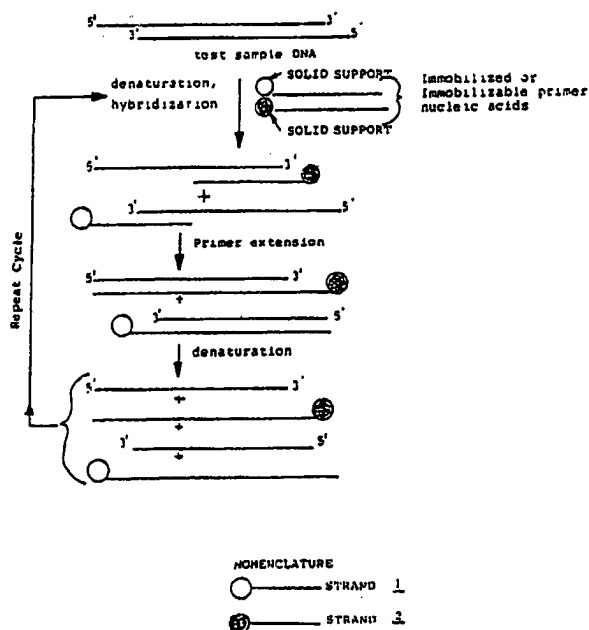 5' 3'
3' 5'
test sample DNA
denaturation,
hybridization
SOLID SUPPORT
SOLID SUPPORT
Immobilized or
Immobilizable primer
nucleic acids
5' 3'
+
3' 5'
Primer extension
5' 3'
+
3' 5'
denaturation
5' 3'
+
+
3' 5'
+
Repeat Cycle
NOMENCLATURE
STRAND 1
STRAND 2